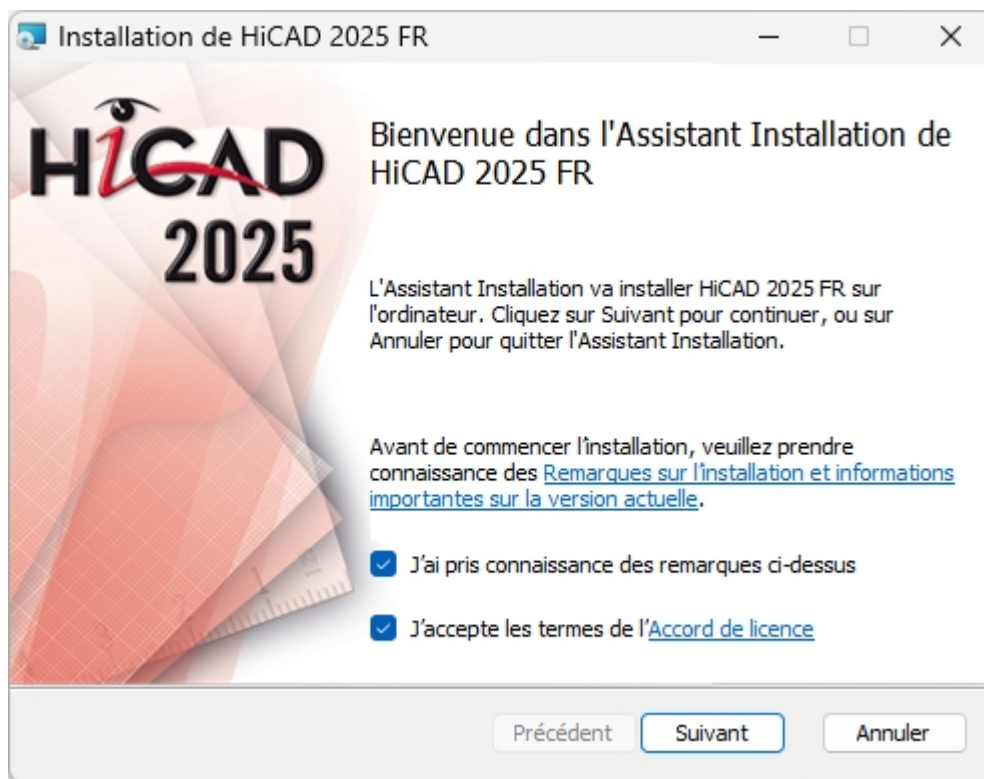 Installation de HiCAD 2025 FR
HiCAD
2025
Bienvenue dans l'Assistant Installation de
HiCAD 2025 FR
L'Assistant Installation va installer HiCAD 2025 FR sur
l'ordinateur. Cliquez sur Suivant pour continuer, ou sur
Annuler pour quitter l'Assistant Installation.
Avant de commencer l’installation, veuillez prendre
connaissance des Remarques sur l’installation et informations
importantes sur la version actuelle.
J’ai pris connaissance des remarques ci-dessus
J’accepte les termes de l’Accord de licence
1
2
3
Précédent
Suivant
Annuler